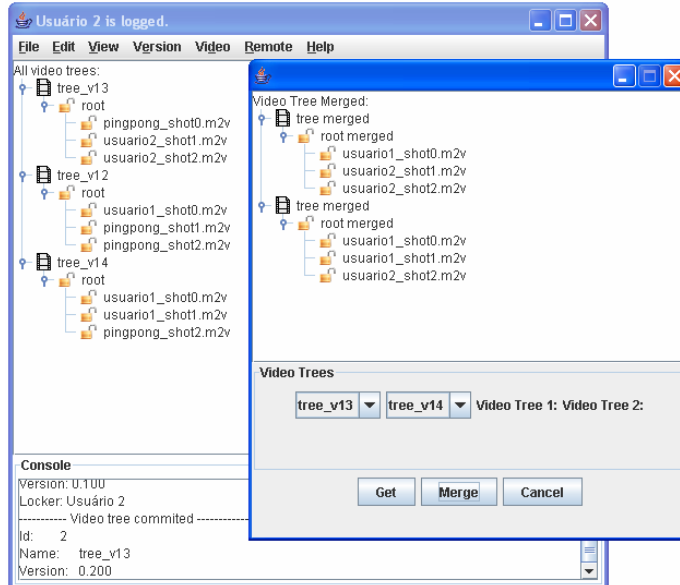 Usuário 2 is logged.
File Edit View Version Video Remote Help
All video trees:
tree_v13
root
pingpong_shot0.m2v
usuario2_shot1.m2v
usuario2_shot2.m2v
tree_v12
root
usuario1_shot0.m2v
pingpong_shot1.m2v
pingpong_shot2.m2v
tree_v14
root
usuario1_shot0.m2v
usuario1_shot1.m2v
pingpong_shot2.m2v
Console
Version: 0.100
Locker: Usuário 2
---------- Video tree commited ----------
Id: 2
Name: tree_v13
Version: 0.200
Video Tree Merged:
tree merged
root merged
usuario1_shot0.m2v
usuario2_shot1.m2v
usuario2_shot2.m2v
tree merged
root merged
usuario1_shot0.m2v
usuario1_shot1.m2v
usuario2_shot2.m2v
Video Trees
tree_v13 tree_v14 Video Tree 1: Video Tree 2:
Get Merge Cancel